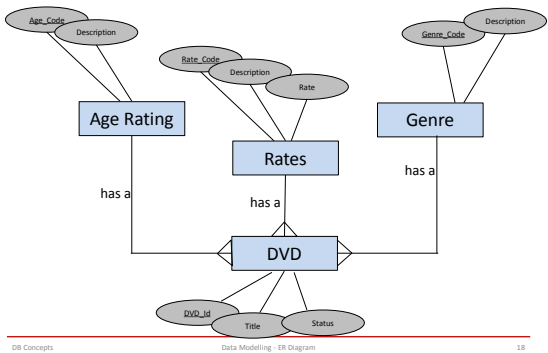 Age_Code
Description
Rate_Code
Description
Rate
Genre_Code
Description
Age Rating
Rates
Genre
has a
has a
has a
DVD
DVD_Id
Title
Status
DB Concepts
Data Modelling - ER Diagram
18